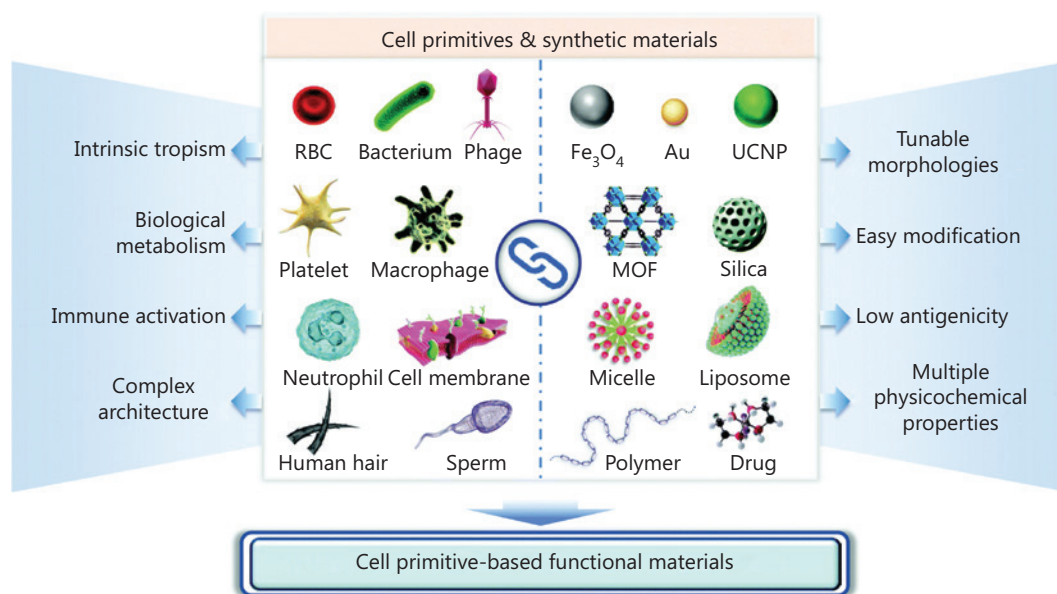 Cell primitives & synthetic materials
Intrinsic tropism
Biological
metabolism
Immune activation
Complex
architecture
RBC Bacterium Phage
Platelet Macrophage
Neutrophil Cell membrane
Human hair Sperm
Fe₃O₄ Au UCNP
MOF Silica
Micelle Liposome
Polymer Drug
Tunable
morphologies
Easy modification
Low antigenicity
Multiple
physicochemical
properties
Cell primitive-based functional materials